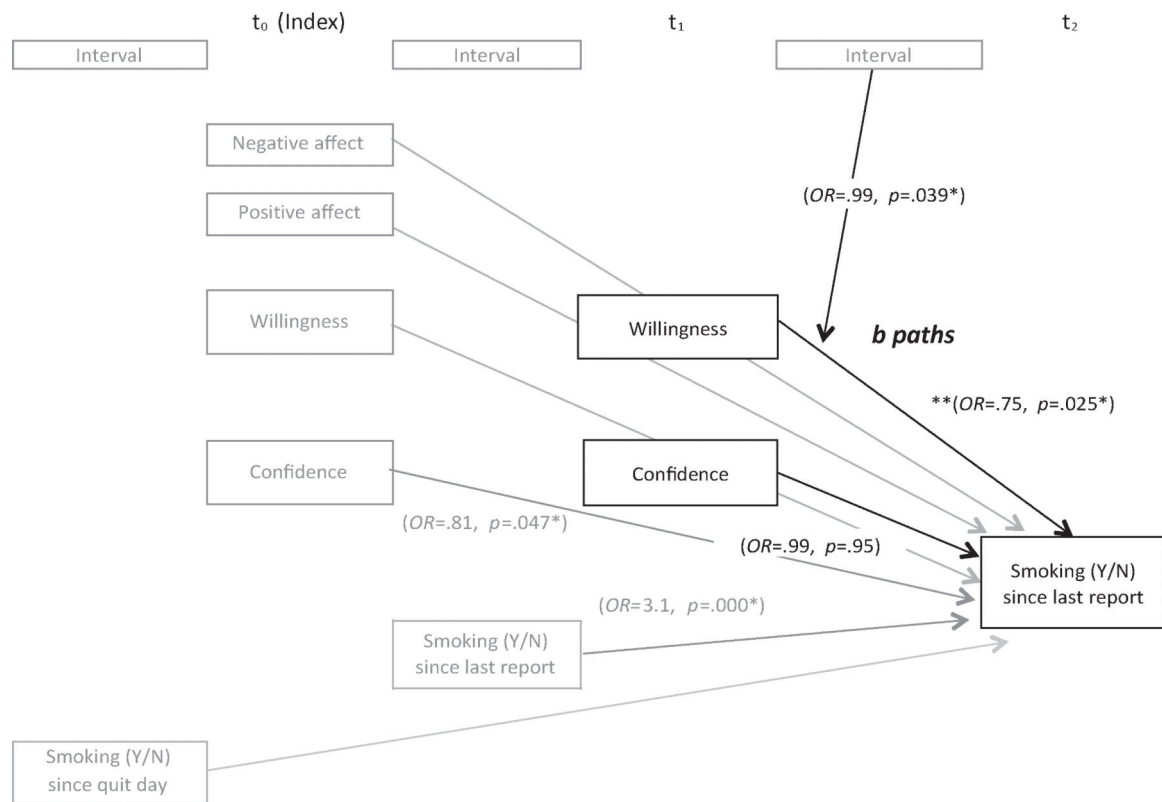 t₀ (Index)
t₁
t₂
Interval
Interval
Interval
Negative affect
(OR=.99, p=.039*)
Positive affect
Willingness
Willingness
b paths
**(OR=.75, p=.025*)
Confidence
Confidence
(OR=.81, p=.047*)
(OR=.99, p=.95)
Smoking (Y/N)
since last report
(OR=3.1, p=.000*)
Smoking (Y/N)
since last report
Smoking (Y/N)
since quit day